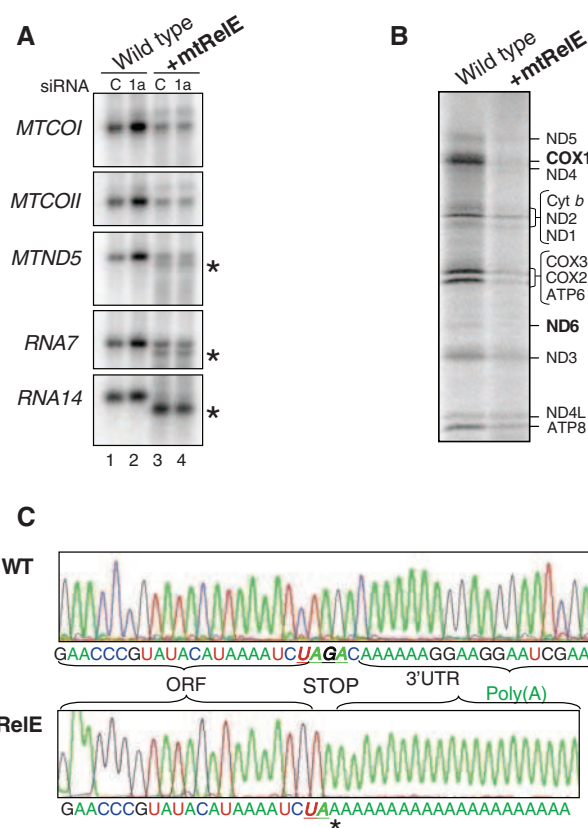 A
Wild type
+mtRelE
siRNA C 1a C 1a
MTCOI
MTCOII
MTND5 *
RNA7 *
RNA14 *
1 2 3 4
B
Wild type
+mtRelE
ND5
COX1
ND4
Cyt b
ND2
ND1
COX3
COX2
ATP6
ND6
ND3
ND4L
ATP8
C
WT
GAACCCGUAUACAUAAAAUCUAGACAAAAAAGGAAGGAAUCGAA
ORF STOP 3'UTR
Poly(A)
RelE
GAACCCGUAUACAUAAAAUCUAAAAAAAAAAAAAAAAAAAAA
*